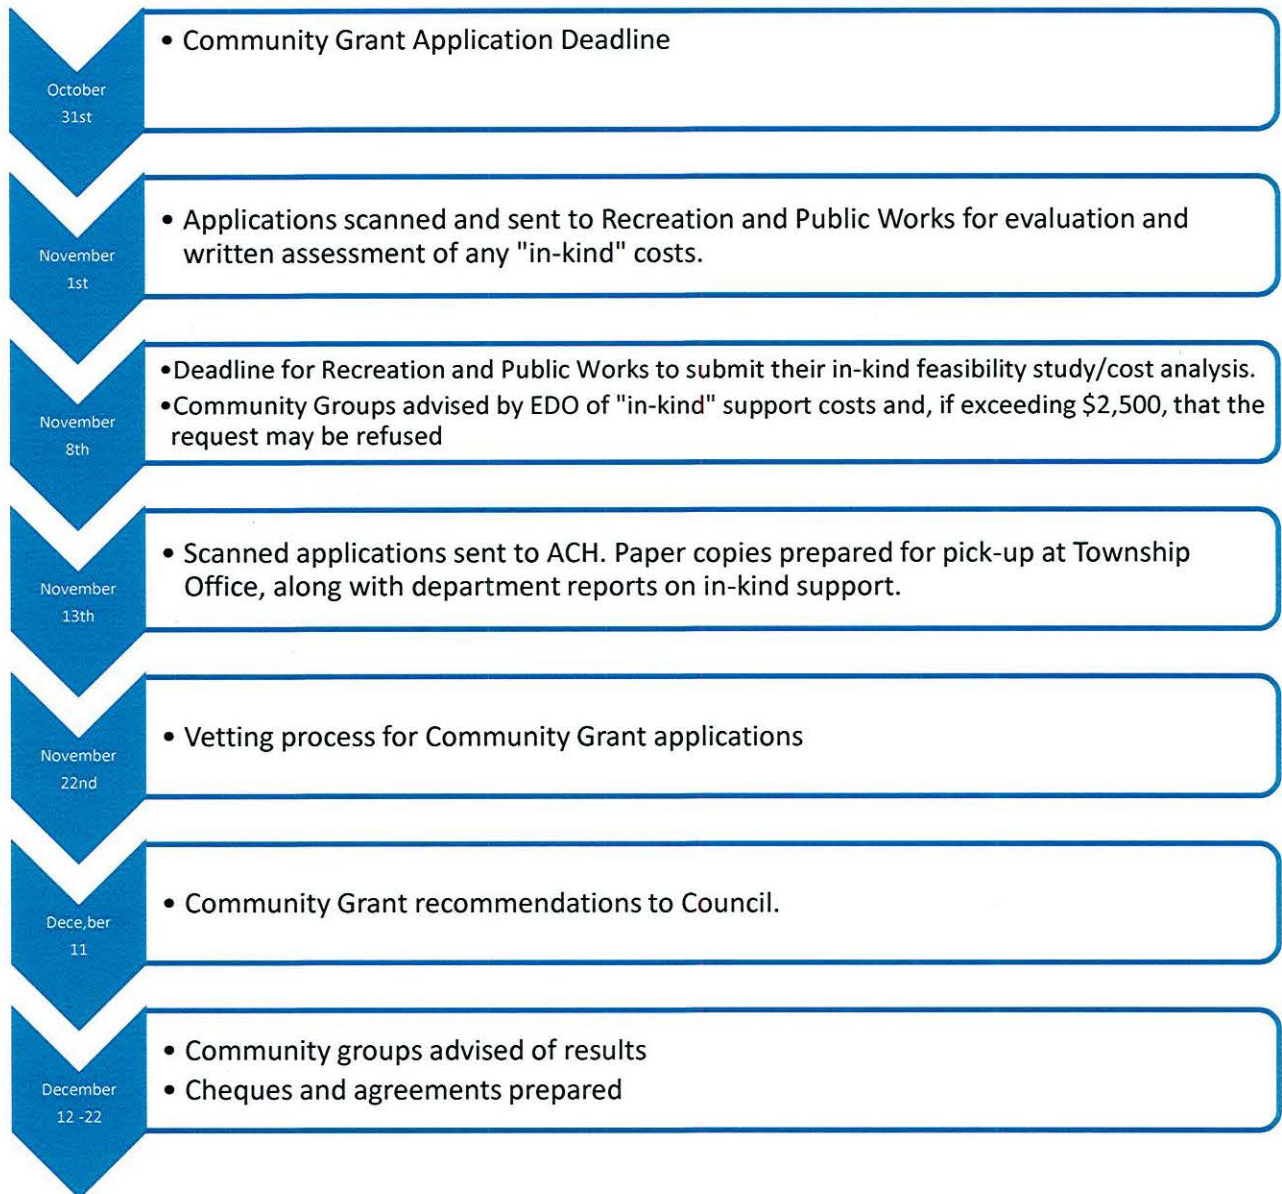 October
31st
• Community Grant Application Deadline
November
1st
• Applications scanned and sent to Recreation and Public Works for evaluation and
written assessment of any "in-kind" costs.
November
8th
•Deadline for Recreation and Public Works to submit their in-kind feasibility study/cost analysis.
•Community Groups advised by EDO of "in-kind" support costs and, if exceeding $2,500, that the
request may be refused
November
13th
• Scanned applications sent to ACH. Paper copies prepared for pick-up at Township
Office, along with department reports on in-kind support.
November
22nd
• Vetting process for Community Grant applications
Dece,ber
11
• Community Grant recommendations to Council.
December
12 -22
• Community groups advised of results
• Cheques and agreements prepared